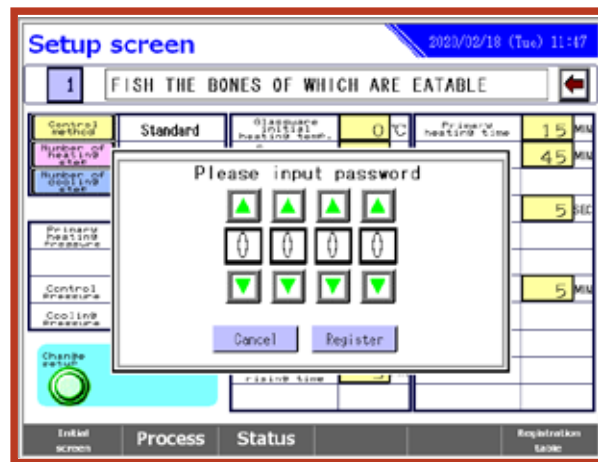 Setup screen
2020/02/18 (Tue) 11:47
1
FISH THE BONES OF WHICH ARE EATABLE
Control method
Standard
Glassware initial heating temp.
0 ℃
Primary heating time
15 MIN
Number of heating step
45 MIN
Number of cooling step
Please input password
5 SEC
0 0 0 0
Primary heating Pressure
Control Pressure
5 MIN
Cooling Pressure
Cancel
Register
Change setup
rising time
Initial screen
Process
Status
Registration table